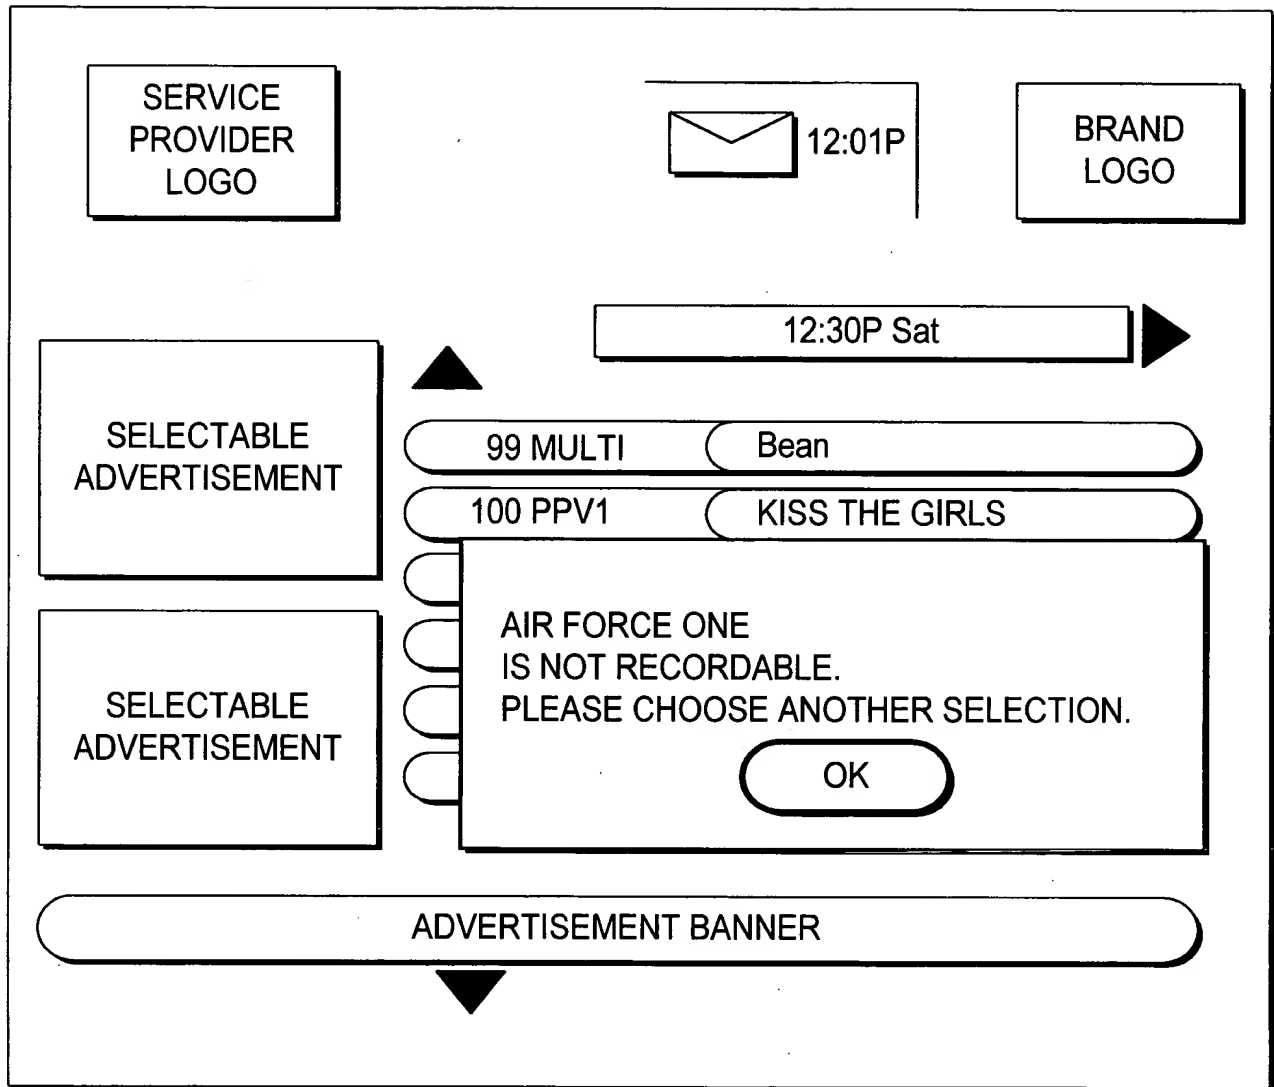 SERVICE
PROVIDER
LOGO
12:01P
BRAND
LOGO
12:30P Sat
SELECTABLE
ADVERTISEMENT
99 MULTI Bean
100 PPV1 KISS THE GIRLS
AIR FORCE ONE
IS NOT RECORDABLE.
PLEASE CHOOSE ANOTHER SELECTION.
OK
SELECTABLE
ADVERTISEMENT
ADVERTISEMENT BANNER